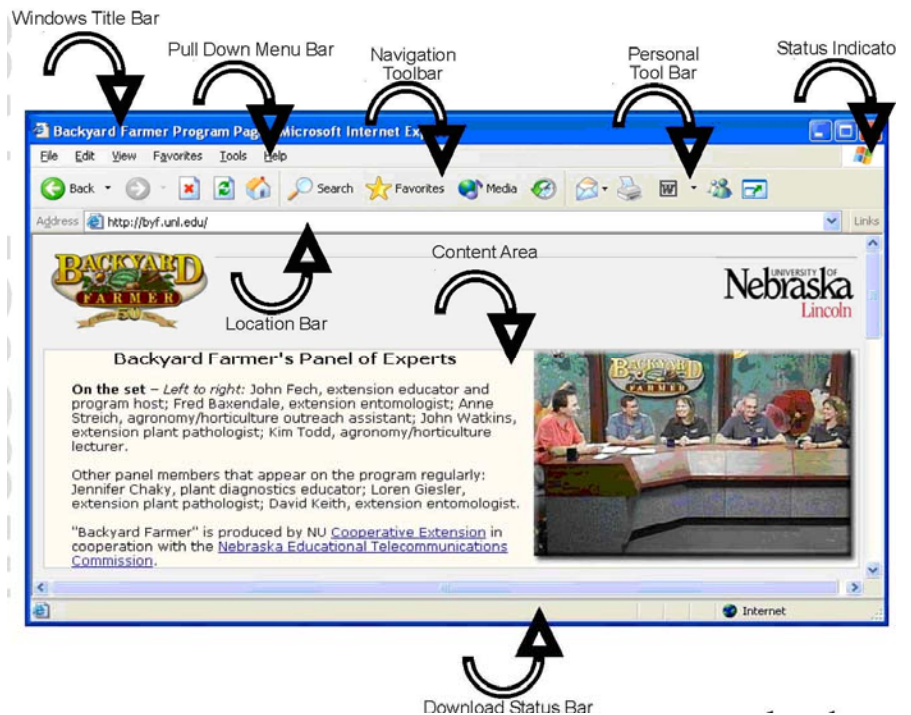 Windows Title Bar
Pull Down Menu Bar
Navigation
Toolbar
Personal
Tool Bar
Status Indicato
Backyard Farmer Program Pag Microsoft Internet Ex
File Edit View Favorites Tools Help
Back Search Favorites Media
Address http://byf.unl.edu/ Links
Content Area
Location Bar
BACKYARD
FARMER
50
UNIVERSITY OF
Nebraska
Lincoln
Backyard Farmer's Panel of Experts
On the set – Left to right: John Fech, extension educator and
program host; Fred Baxendale, extension entomologist; Anne
Streich, agronomy/horticulture outreach assistant; John Watkins,
extension plant pathologist; Kim Todd, agronomy/horticulture
lecturer.
Other panel members that appear on the program regularly:
Jennifer Chaky, plant diagnostics educator; Loren Giesler,
extension plant pathologist; David Keith, extension entomologist.
"Backyard Farmer" is produced by NU Cooperative Extension in
cooperation with the Nebraska Educational Telecommunications
Commission.
BACKYARD
FARMER
Internet
Download Status Bar